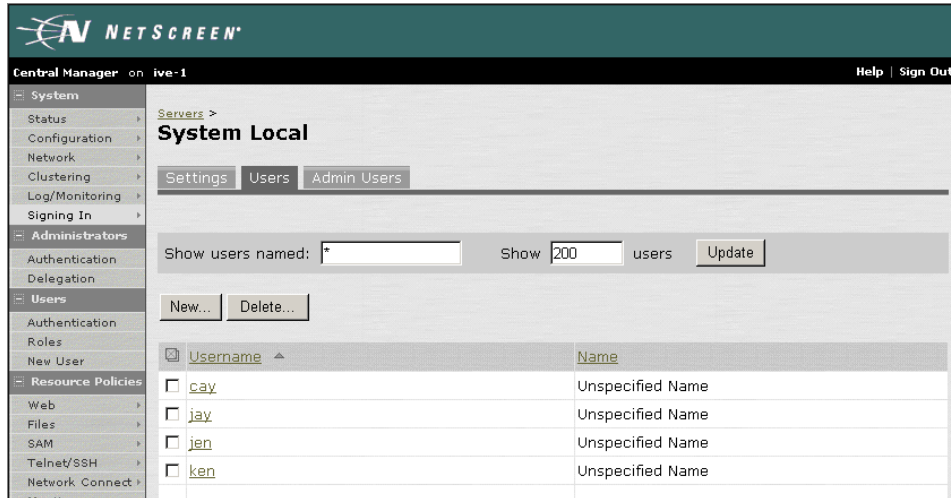 NETSCREEN
Central Manager on ive-1
Help | Sign Out
System
Status
Configuration
Network
Clustering
Log/Monitoring
Signing In
Administrators
Authentication
Delegation
Users
Authentication
Roles
New User
Resource Policies
Web
Files
SAM
Telnet/SSH
Network Connect
Servers >
System Local
Settings Users Admin Users
Show users named: * Show 200 users Update
New... Delete...
Username Name
cay Unspecified Name
jay Unspecified Name
jen Unspecified Name
ken Unspecified Name